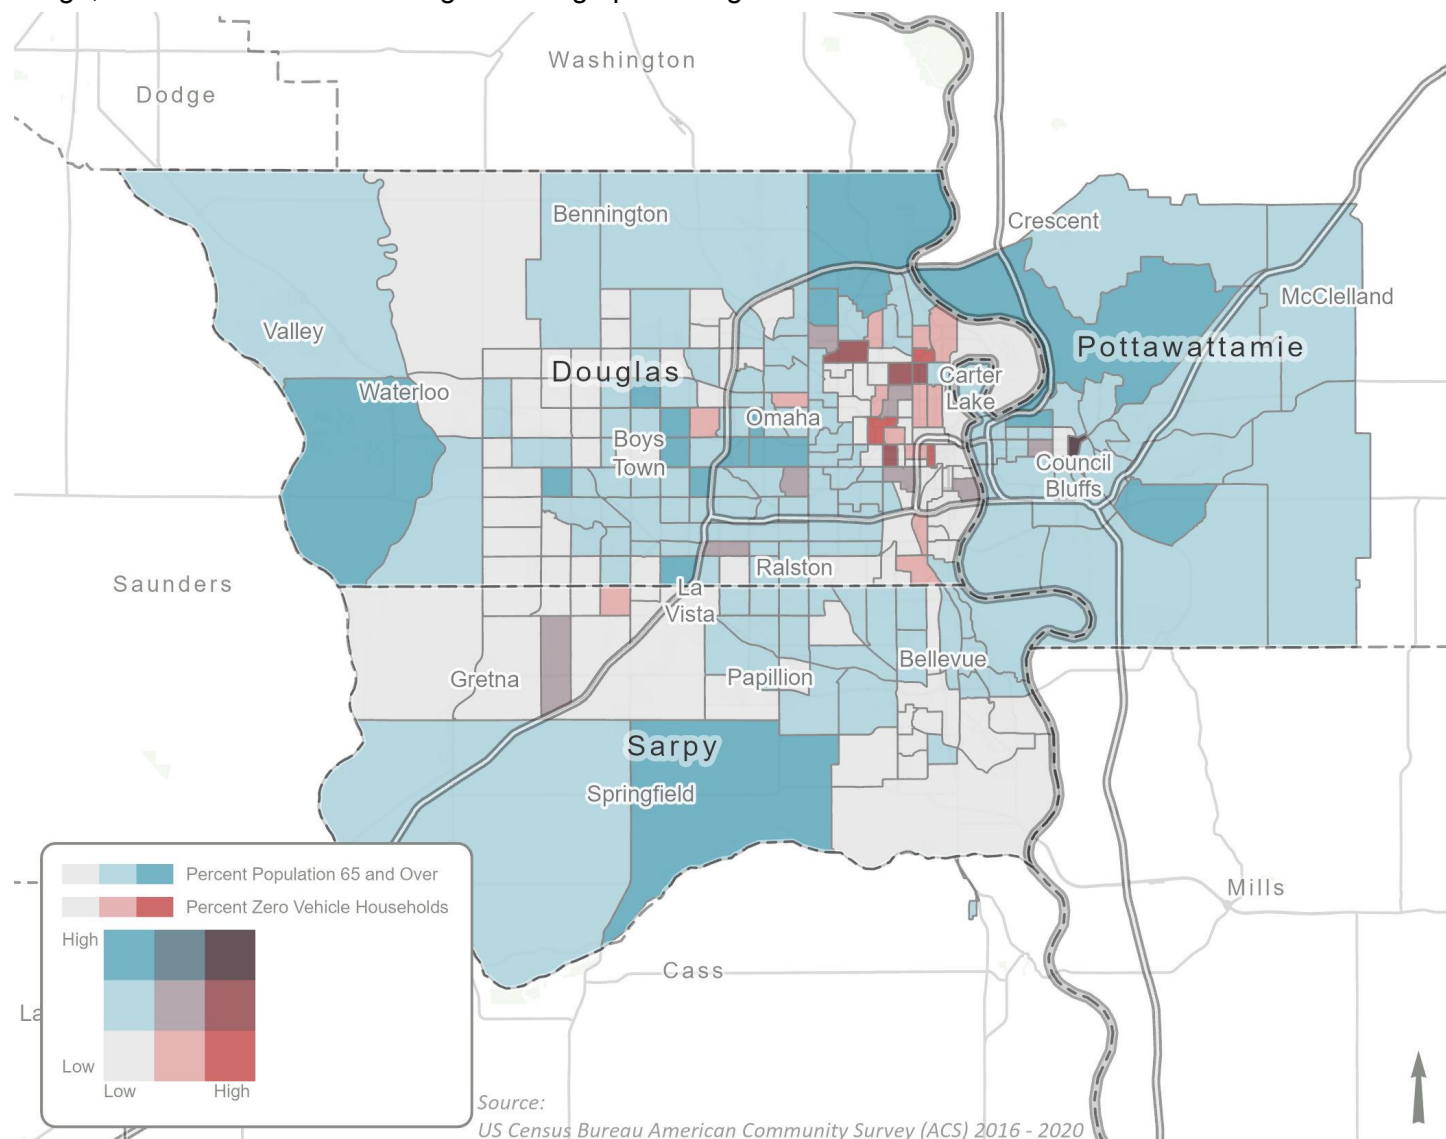 Washington
Dodge
Bennington
Crescent
McClelland
Valley
Pottawattamie
Douglas
Waterloo
Carter
Lake
Omaha
Boys
Town
Council
Bluffs
Saunders
Ralston
La
Vista
Gretna
Papillion
Bellevue
Sarpy
Springfield
Percent Population 65 and Over
Percent Zero Vehicle Households
High
Low
Low High
Mills
Cass
La
Source:
US Census Bureau American Community Survey (ACS) 2016 - 2020